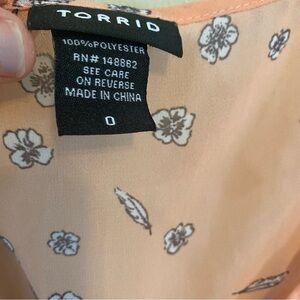 TORRID
100%POLYESTER
RN# 148862
SEE CARE
ON REVERSE
MADE IN CHINA
0